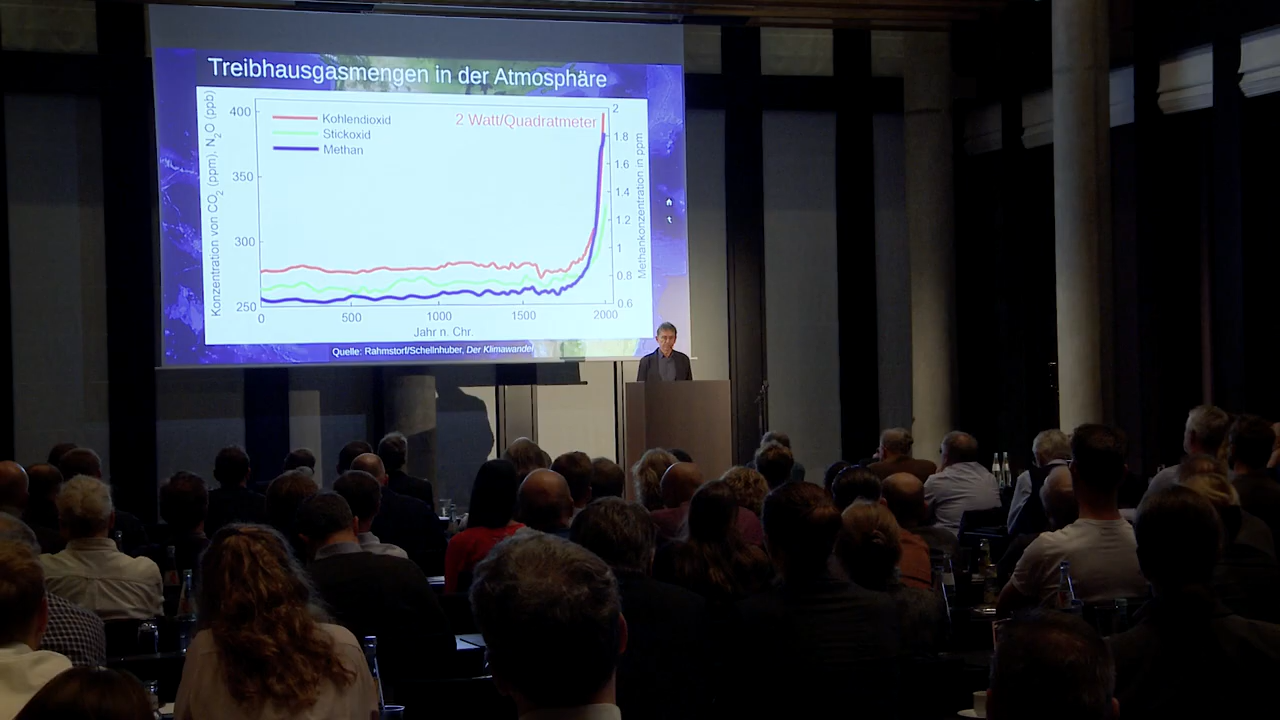 Treibhausgasmengen in der Atmosphäre
Konzentration von CO2 (ppm), N2O (ppb)
400
350
300
250
Kohlendioxid
Stickoxid
Methan
2 Watt/Quadratmeter
2
1.8
1.6
1.4
1.2
1
0.8
0.6
Methankonzentration in ppm
0
500
1000
1500
2000
Jahr n. Chr.
Quelle: Rahmstorf/Schellnhuber, Der Klimawandel